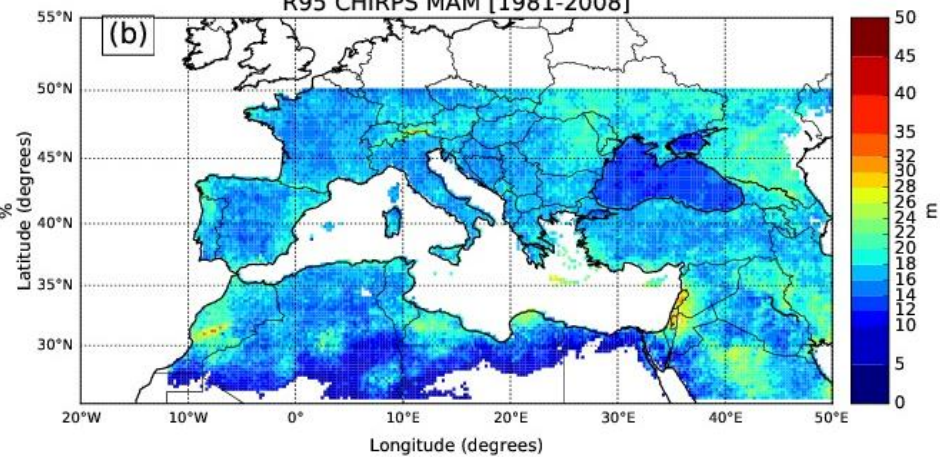 R95 CHIRPS MAM [1981-2008]
(b)
55°N
50°N
45°N
40°N
35°N
30°N
%
Latitude (degrees)
20°W 10°W 0° 10°E 20°E 30°E 40°E 50°E
Longitude (degrees)
50
45
40
35
32
30
28
26
24
22
20
18
16
14
12
10
5
0
m